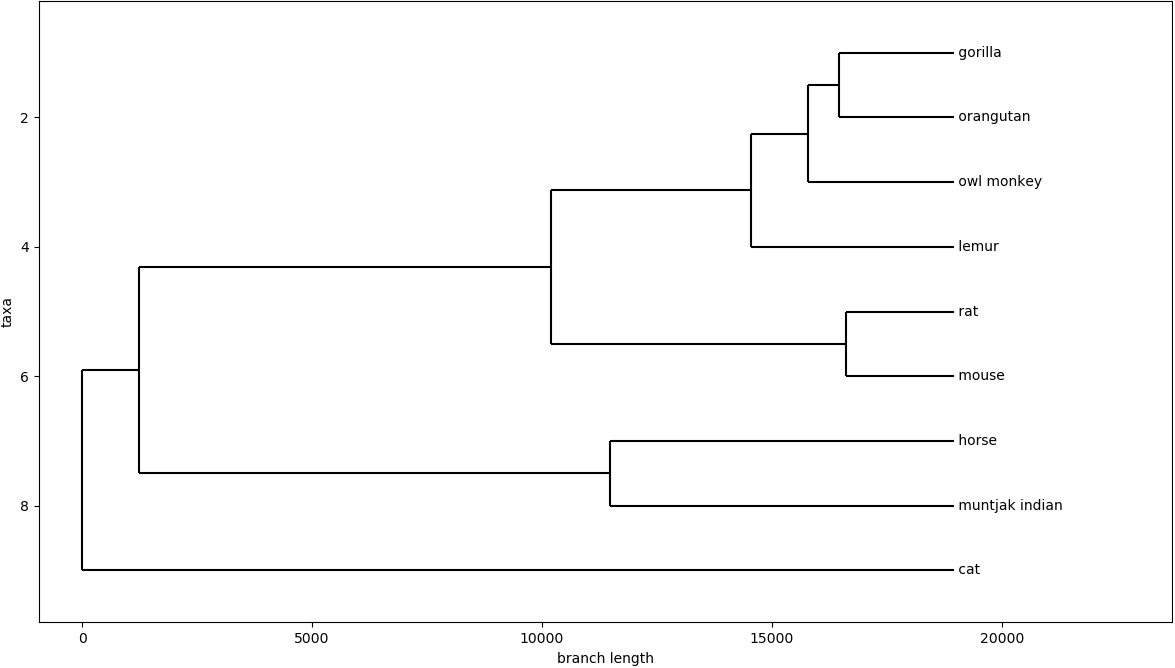 gorilla
2
orangutan
owl monkey
4
lemur
taxa
rat
6
mouse
horse
8
muntjak indian
cat
0
5000
10000
15000
20000
branch length